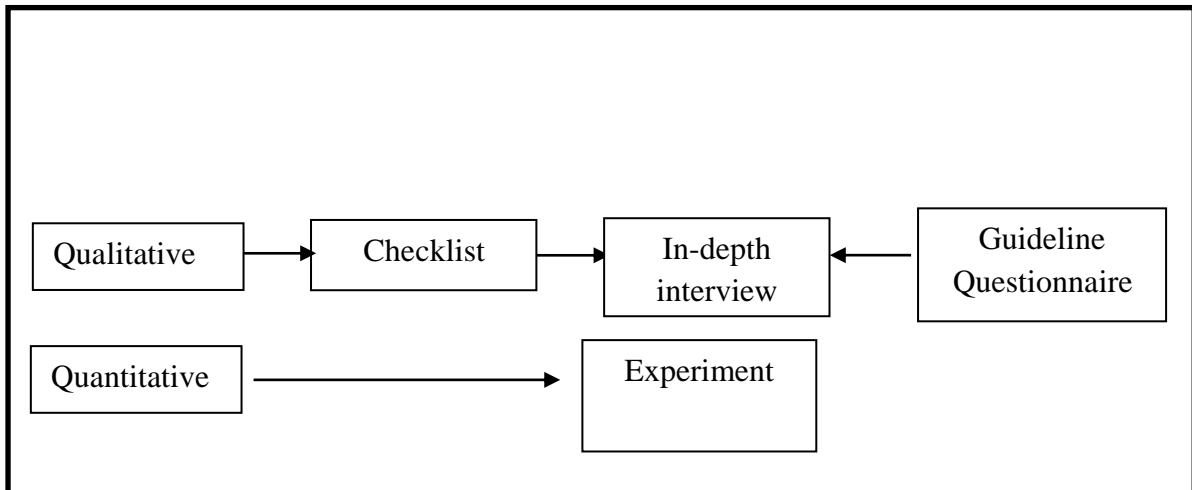 Qualitative
Checklist
In-depth
interview
Guideline
Questionnaire
Quantitative
Experiment